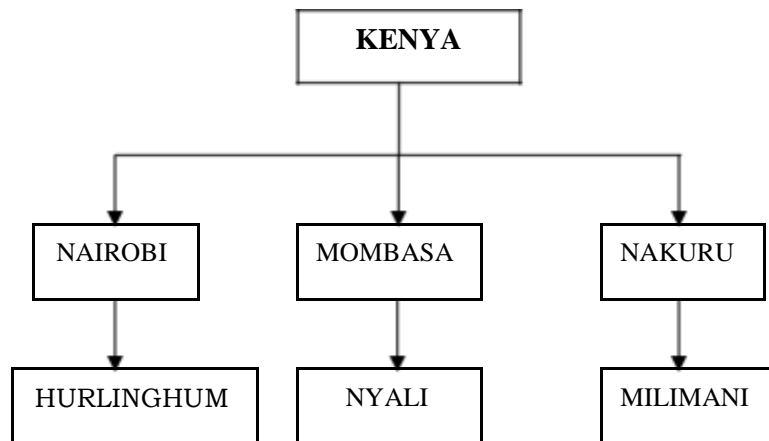 KENYA
NAIROBI
MOMBASA
NAKURU
HURLINGHUM
NYALI
MILIMANI